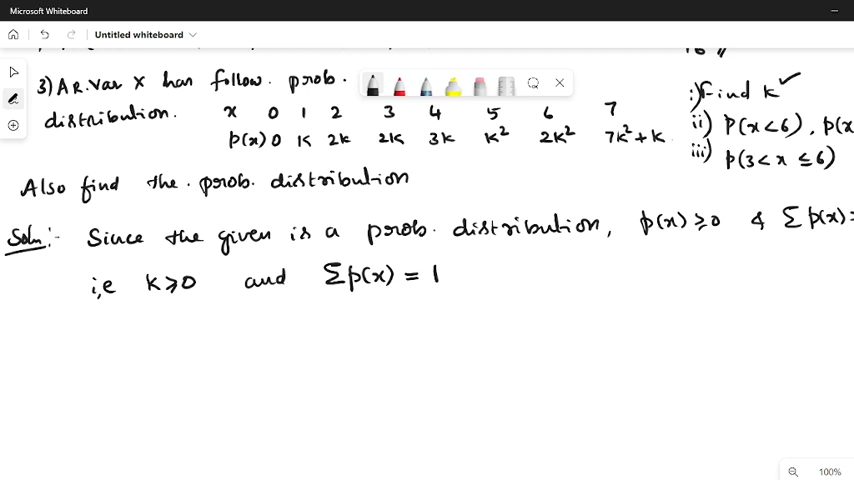 Microsoft Whiteboard
Untitled whiteboard
3) A R.Var X has follow. prob.
distribution.
x 0 1 2 3 4 5 6 7
p(x) 0 k 2k 2k 3k k² 2k² 7k²+k
i) Find k ✓
ii) P(x<6), p(x
iii) P(3<x≤6)
Also find the prob. distribution
Soln:- Since the given is a prob. distribution, p(x)≥0 & Σp(x)=
i,e k≥0 and Σp(x) = 1
100%